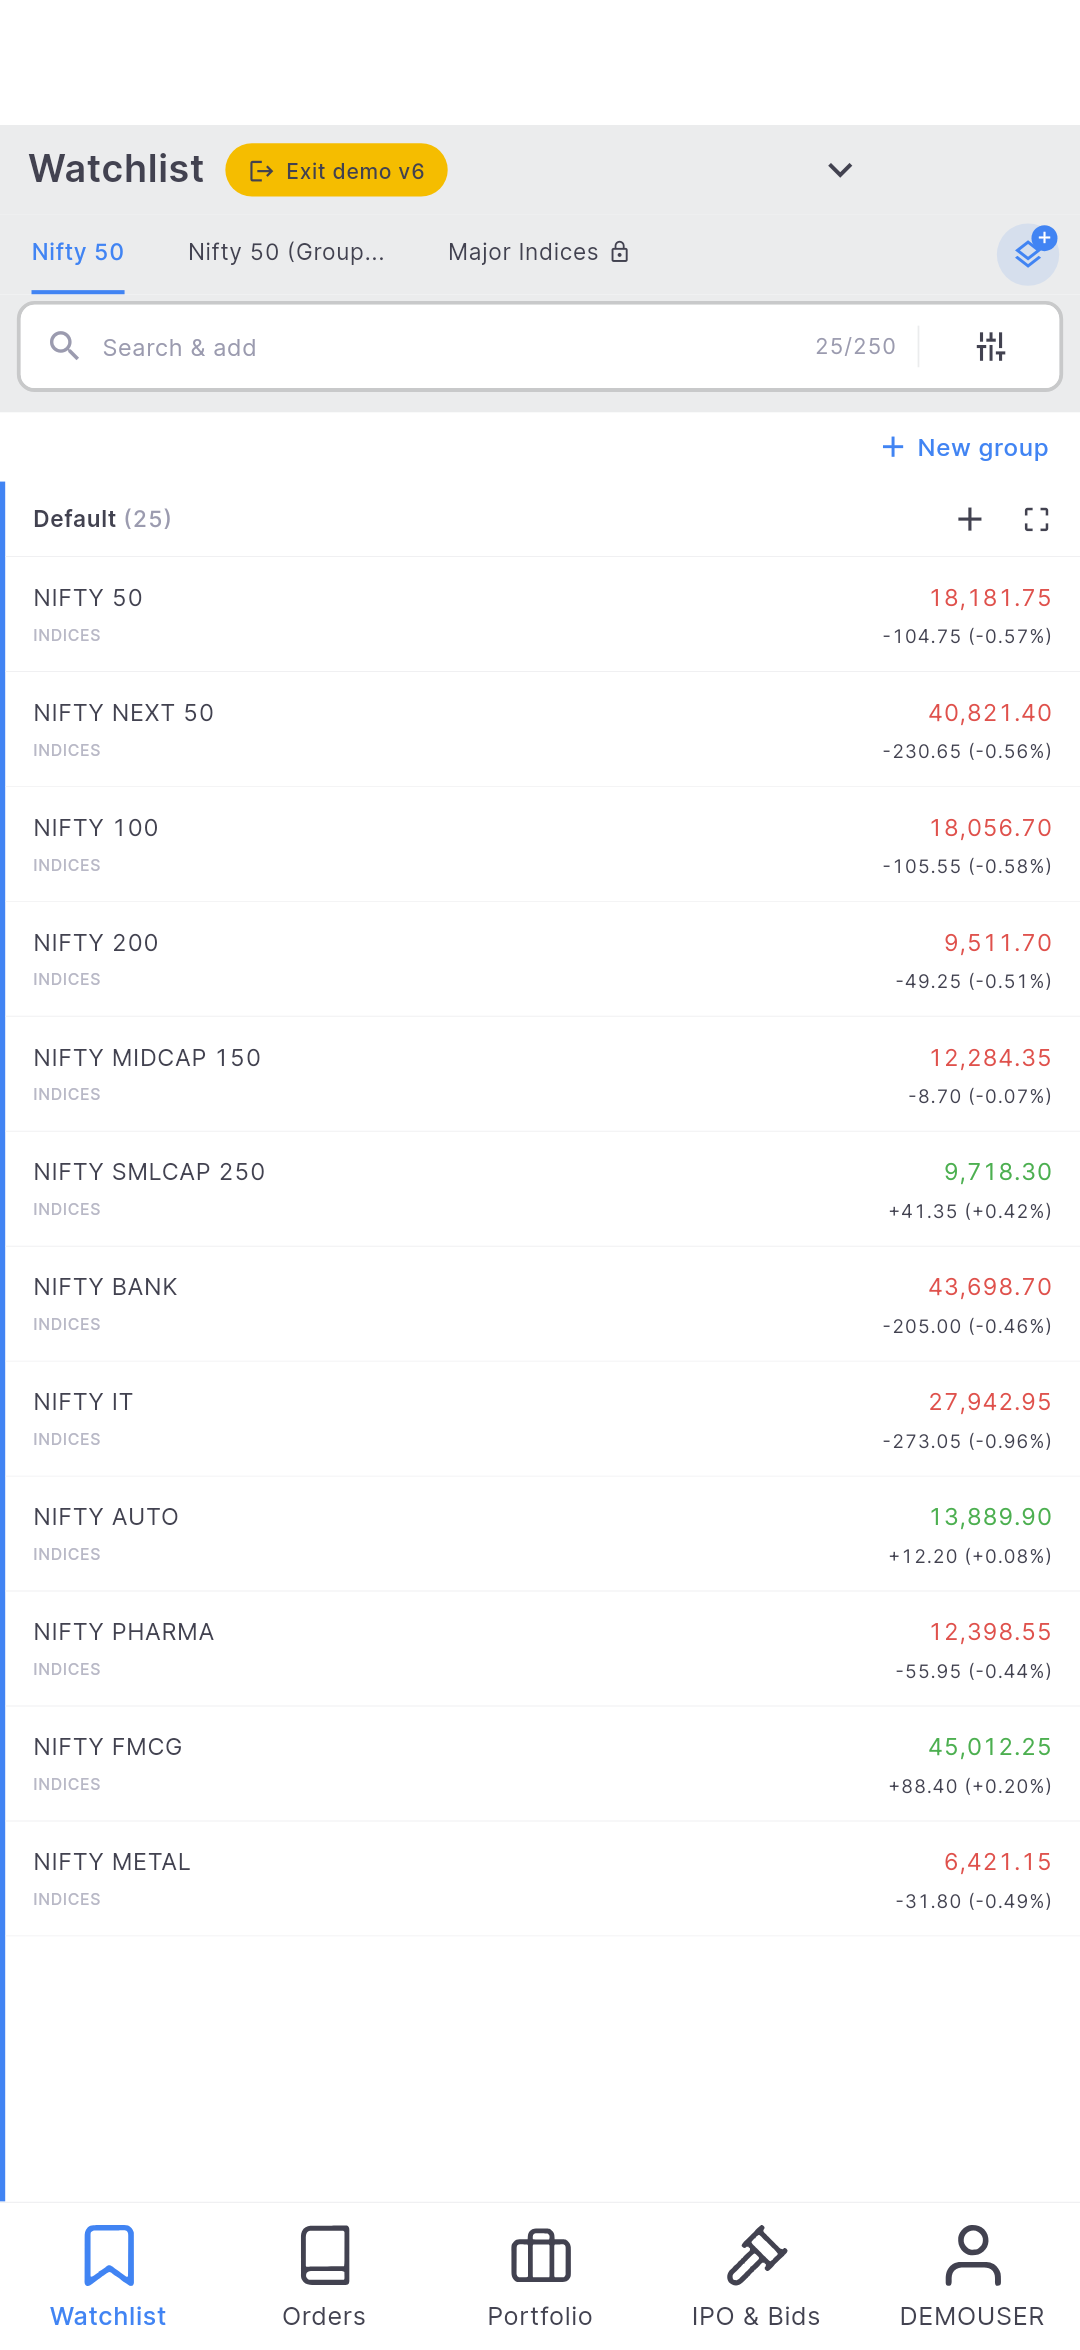 Watchlist Exit demo v6
Nifty 50 Nifty 50 (Group... Major Indices
Search & add 25/250
+ New group
Default (25)
NIFTY 50 18,181.75
INDICES -104.75 (-0.57%)
NIFTY NEXT 50 40,821.40
INDICES -230.65 (-0.56%)
NIFTY 100 18,056.70
INDICES -105.55 (-0.58%)
NIFTY 200 9,511.70
INDICES -49.25 (-0.51%)
NIFTY MIDCAP 150 12,284.35
INDICES -8.70 (-0.07%)
NIFTY SMLCAP 250 9,718.30
INDICES +41.35 (+0.42%)
NIFTY BANK 43,698.70
INDICES -205.00 (-0.46%)
NIFTY IT 27,942.95
INDICES -273.05 (-0.96%)
NIFTY AUTO 13,889.90
INDICES +12.20 (+0.08%)
NIFTY PHARMA 12,398.55
INDICES -55.95 (-0.44%)
NIFTY FMCG 45,012.25
INDICES +88.40 (+0.20%)
NIFTY METAL 6,421.15
INDICES -31.80 (-0.49%)
Watchlist Orders Portfolio IPO & Bids DEMOUSER